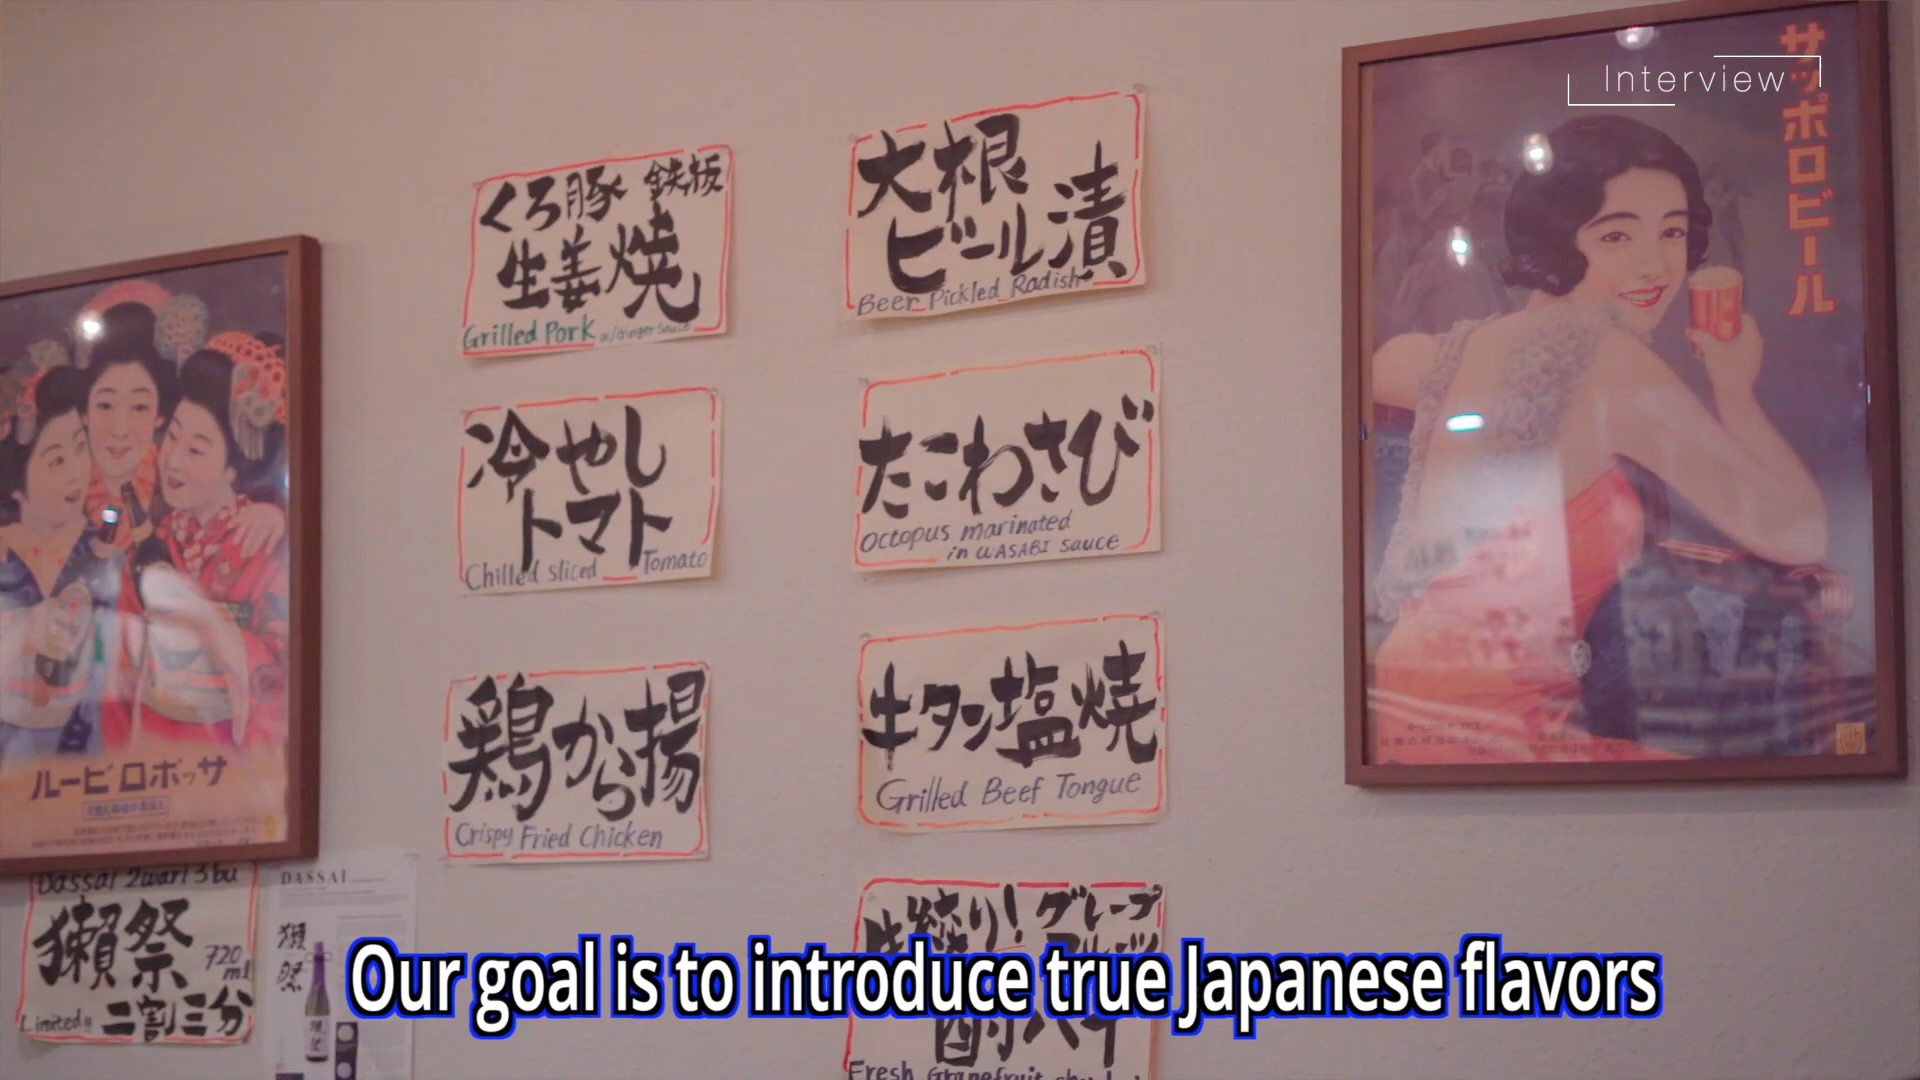 Interview
サッポロビール
くろ豚 鉄板
生姜焼
Grilled Pork w/Ginger Sauce
大根
ビール漬
Beer Pickled Radish
冷やし
トマト
Chilled sliced Tomato
たこわさび
Octopus marinated
in WASABI sauce
鶏から揚
Crispy Fried Chicken
牛タン塩焼
Grilled Beef Tongue
ルービロポッサ
Dassai 2wari 3bu
獺祭
720ml
Limited
二割三分
DASSAI
獺祭
生絞り!グレープ
Our goal is to introduce true Japanese flavors
Fresh Grapefruit